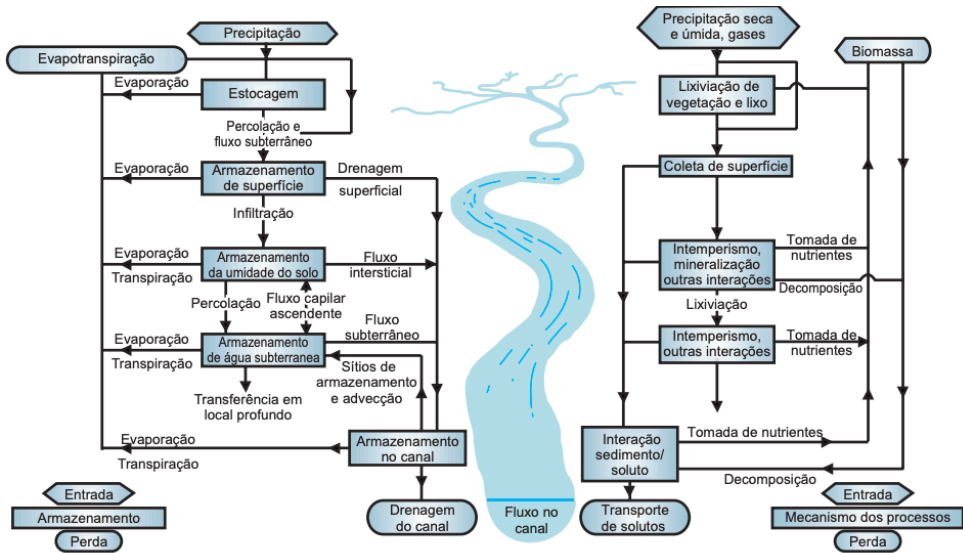 Precipitação
Evapotranspiração
Evaporação
Estocagem
Percolação e
fluxo subterrâneo
Evaporação
Armazenamento
de superfície
Drenagem
superficial
Infiltração
Evaporação
Transpiração
Armazenamento
da umidade do solo
Fluxo
intersticial
Percolação
Fluxo capilar
ascendente
Evaporação
Transpiração
Armazenamento
de água subterranea
Fluxo
subterrâneo
Sítios de
armazenamento
e advecção
Transferência em
local profundo
Evaporação
Transpiração
Armazenamento
no canal
Drenagem
do canal
Entrada
Armazenamento
Perda
Fluxo no
canal
Precipitação seca
e úmida, gases
Biomassa
Lixiviação de
vegetação e lixo
Coleta de superfície
Intemperismo,
mineralização
outras interações
Tomada de
nutrientes
Decomposição
Lixiviação
Intemperismo,
outras interações
Tomada de
nutrientes
Interação
sedimento/
soluto
Tomada de nutrientes
Decomposição
Transporte
de solutos
Entrada
Mecanismo dos processos
Perda